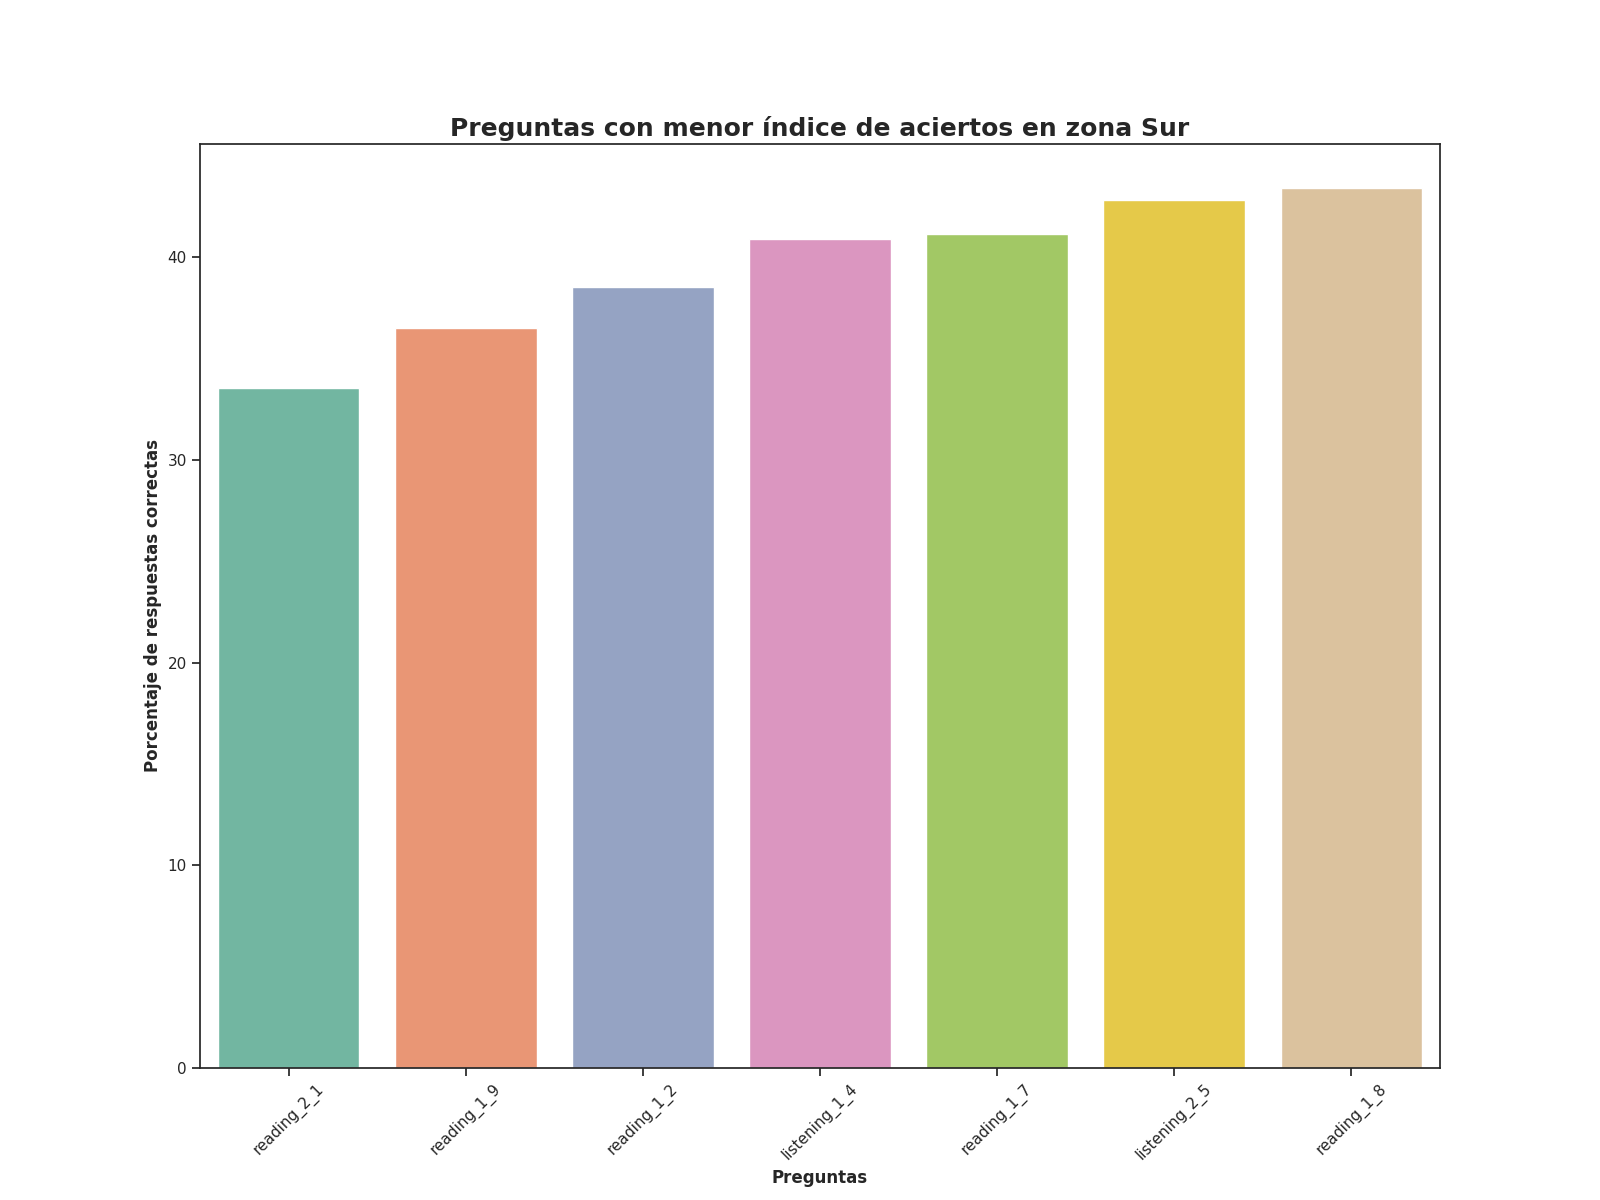 Preguntas con menor índice de aciertos en zona Sur
Porcentaje de respuestas correctas
40
30
20
10
0
reading_2_1
reading_1_9
reading_1_2
listening_1_4
reading_1_7
listening_2_5
reading_1_8
Preguntas